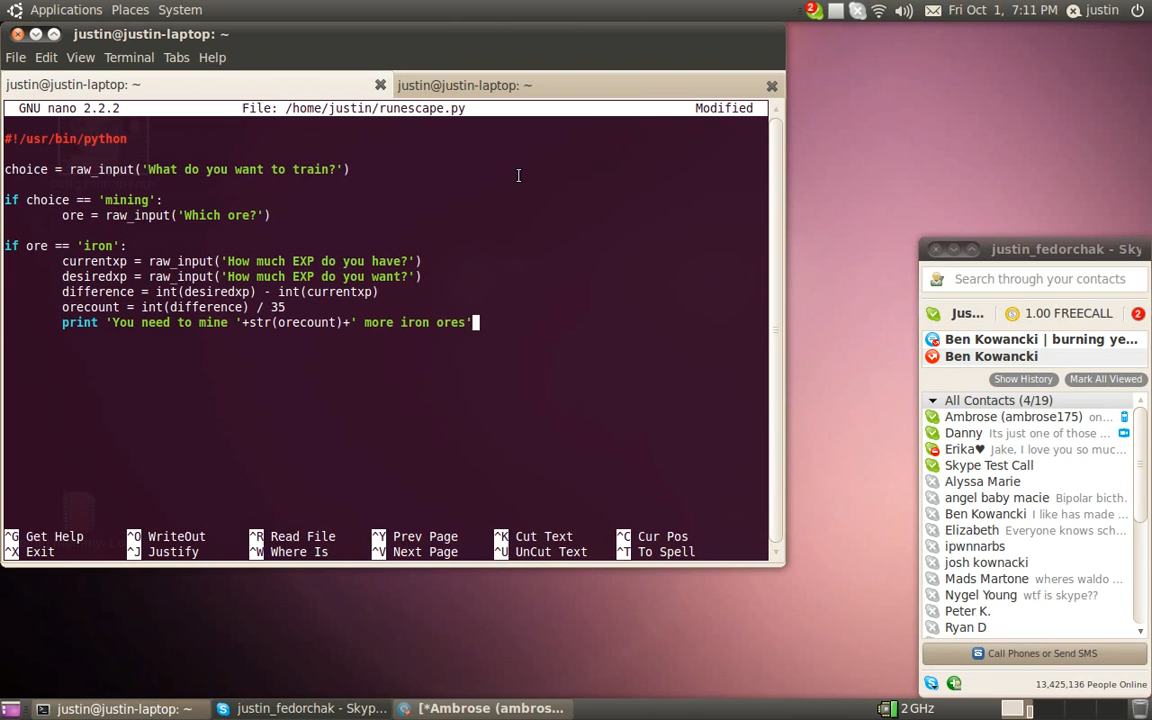 Applications Places System
2 Fri Oct 1, 7:11 PM justin
justin@justin-laptop: ~
File Edit View Terminal Tabs Help
justin@justin-laptop: ~ justin@justin-laptop: ~
GNU nano 2.2.2 File: /home/justin/runescape.py Modified
#!/usr/bin/python
choice = raw_input('What do you want to train?')
if choice == 'mining':
ore = raw_input('Which ore?')
if ore == 'iron':
currentxp = raw_input('How much EXP do you have?')
desiredxp = raw_input('How much EXP do you want?')
difference = int(desiredxp) - int(currentxp)
orecount = int(difference) / 35
print 'You need to mine '+str(orecount)+' more iron ores'
^G Get Help ^O WriteOut ^R Read File ^Y Prev Page ^K Cut Text ^C Cur Pos
^X Exit ^J Justify ^W Where Is ^V Next Page ^U UnCut Text ^T To Spell
justin_fedorchak - Sky
Search through your contacts
Jus... 1.00 FREECALL 2
Ben Kowancki | burning ye...
Ben Kowancki
Show History Mark All Viewed
All Contacts (4/19)
Ambrose (ambrose175) on...
Danny Its just one of those ...
Erika♥ Jake, I love you so muc...
Skype Test Call
Alyssa Marie
angel baby macie Bipolar bicth.
Ben Kowancki I like has made ...
Elizabeth Everyone knows sch...
ipwnnarbs
josh kownacki
Mads Martone wheres waldo ...
Nygel Young wtf is skype??
Peter K.
Ryan D
Call Phones or Send SMS
13,425,136 People Online
justin@justin-laptop: ~ justin_fedorchak - Skyp... [*Ambrose (ambros... 2 GHz